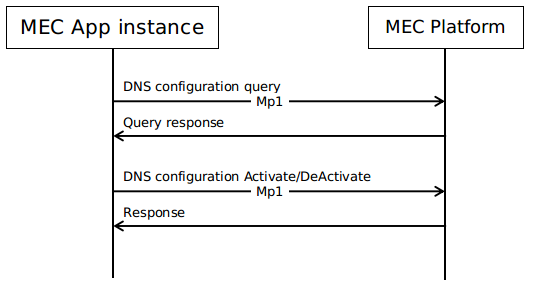 MEC App instance
MEC Platform
DNS configuration query
Mp1
Query response
DNS configuration Activate/DeActivate
Mp1
Response